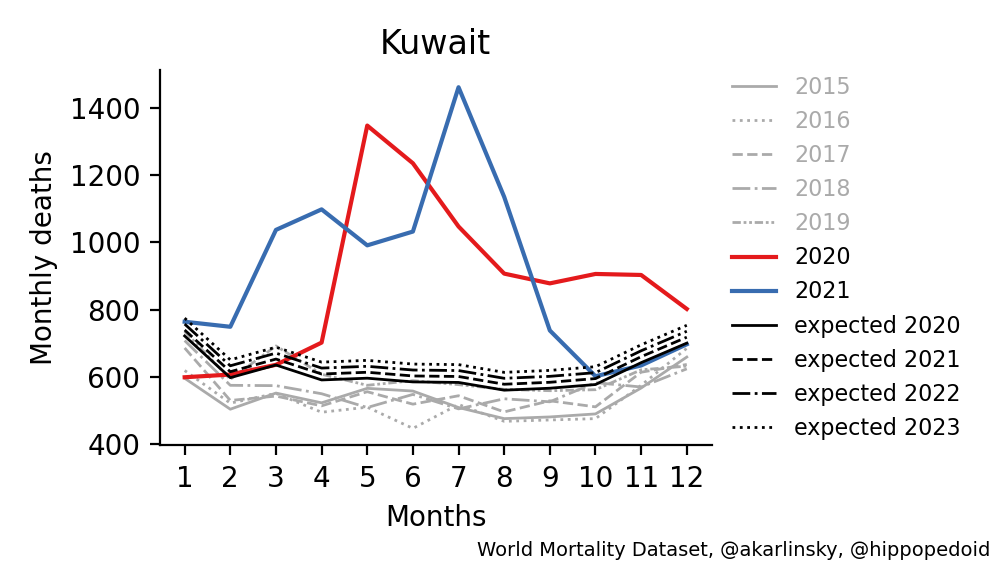 Kuwait
Monthly deaths
1400
1200
1000
800
600
400
1 2 3 4 5 6 7 8 9 10 11 12
Months
2015
2016
2017
2018
2019
2020
2021
expected 2020
expected 2021
expected 2022
expected 2023
World Mortality Dataset, @akarlinsky, @hippopedoid